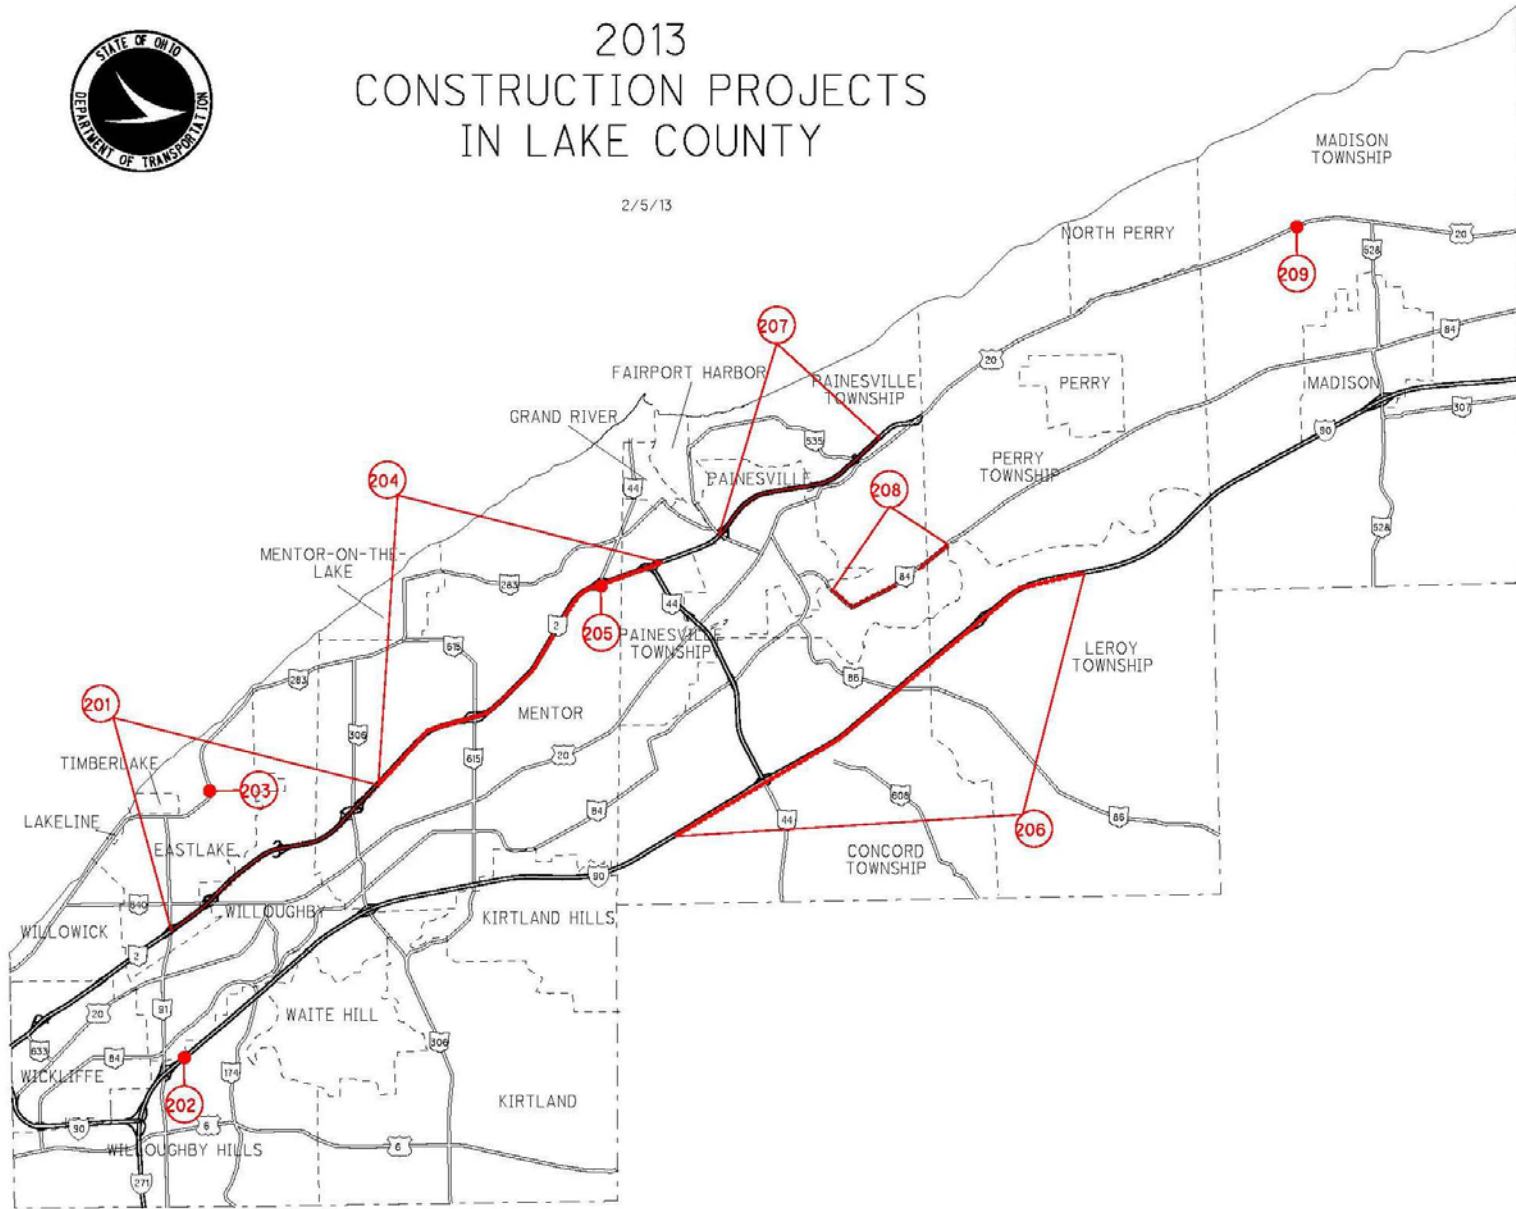 STATE OF OHIO
DEPARTMENT OF TRANSPORTATION
2013
CONSTRUCTION PROJECTS
IN LAKE COUNTY
2/5/13
MADISON
TOWNSHIP
NORTH PERRY
20
528
209
207
84
20
FAIRPORT HARBOR
PAINESVILLE
TOWNSHIP
PERRY
MADISON
GRAND RIVER
307
535
90
PERRY
TOWNSHIP
204
44
PAINESVILLE
208
528
MENTOR-ON-THE-
LAKE
283
84
44
2
205
PAINESVILLE
TOWNSHIP
615
LEROY
TOWNSHIP
283
86
201
MENTOR
306
20
615
TIMBERLAKE
203
608
84
LAKELINE
44
86
206
EASTLAKE
CONCORD
TOWNSHIP
90
640
WILLOUGHBY
KIRTLAND HILLS
WILLOWICK
2
91
20
WAITE HILL
306
633
84
WICKLIFFE
174
202
KIRTLAND
90
6
6
WILLOUGHBY HILLS
271